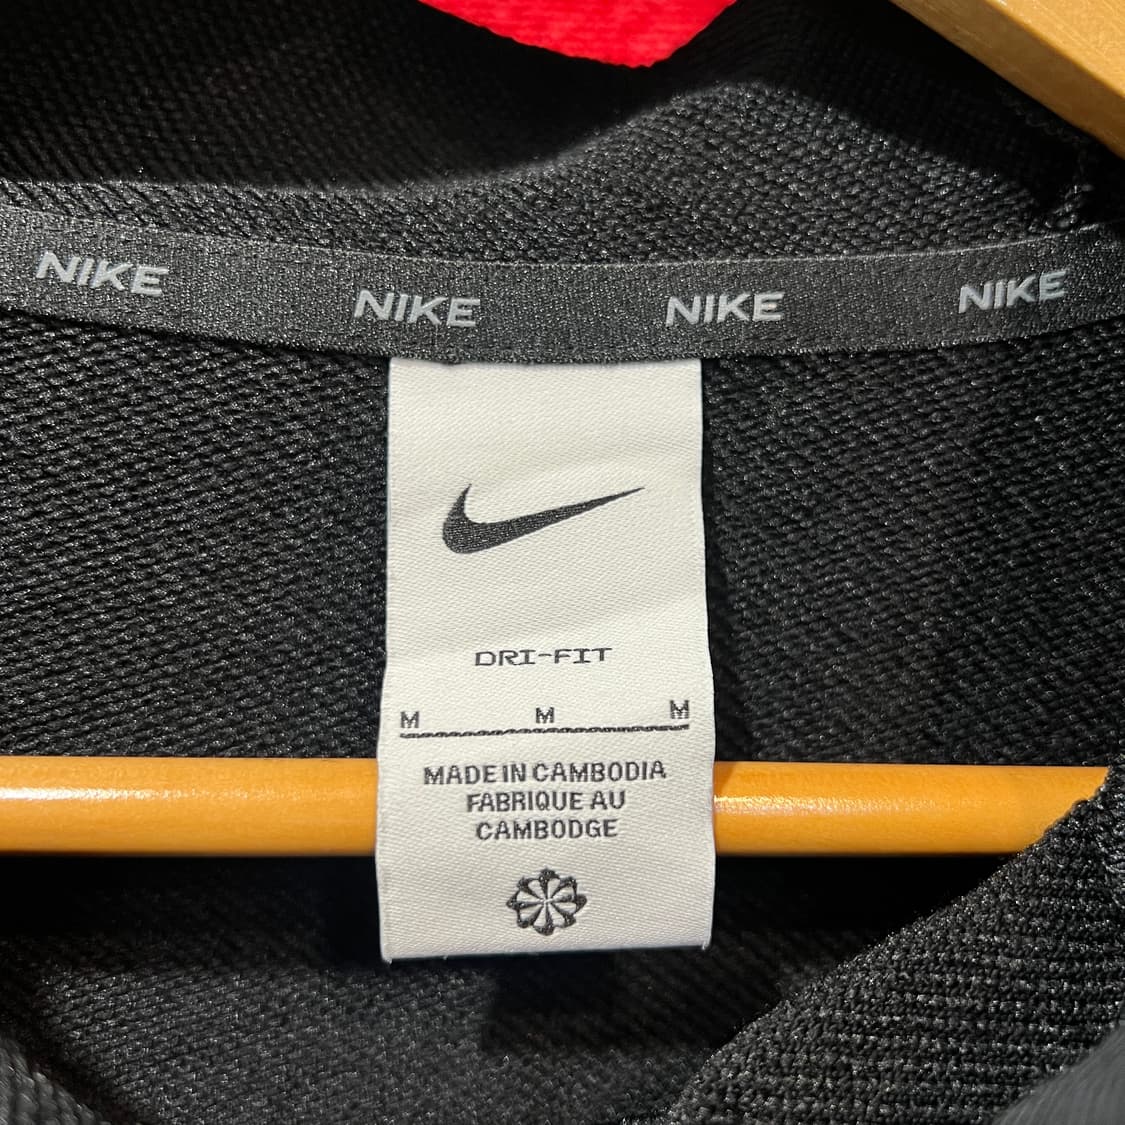 NIKE NIKE NIKE NIKE
DRI-FIT
M M M
MADE IN CAMBODIA
FABRIQUE AU
CAMBODGE